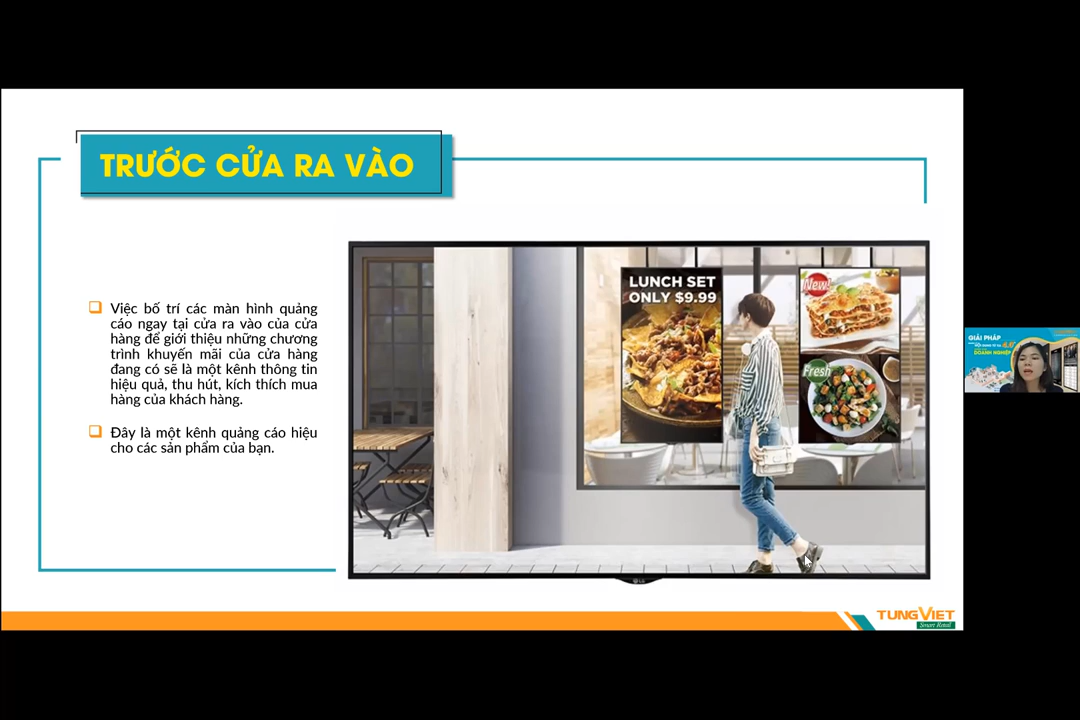 TRƯỚC CỬA RA VÀO
Việc bố trí các màn hình quảng
cáo ngay tại cửa ra vào của cửa
hàng để giới thiệu những chương
trình khuyến mãi của cửa hàng
đang có sẽ là một kênh thông tin
hiệu quả, thu hút, kích thích mua
hàng của khách hàng.
Đây là một kênh quảng cáo hiệu
cho các sản phẩm của bạn.
LUNCH SET
ONLY $9.99
New!
Fresh
LG
TUNGVIET
Smart Retail
GIẢI PHÁP
DOANH NGHIỆP